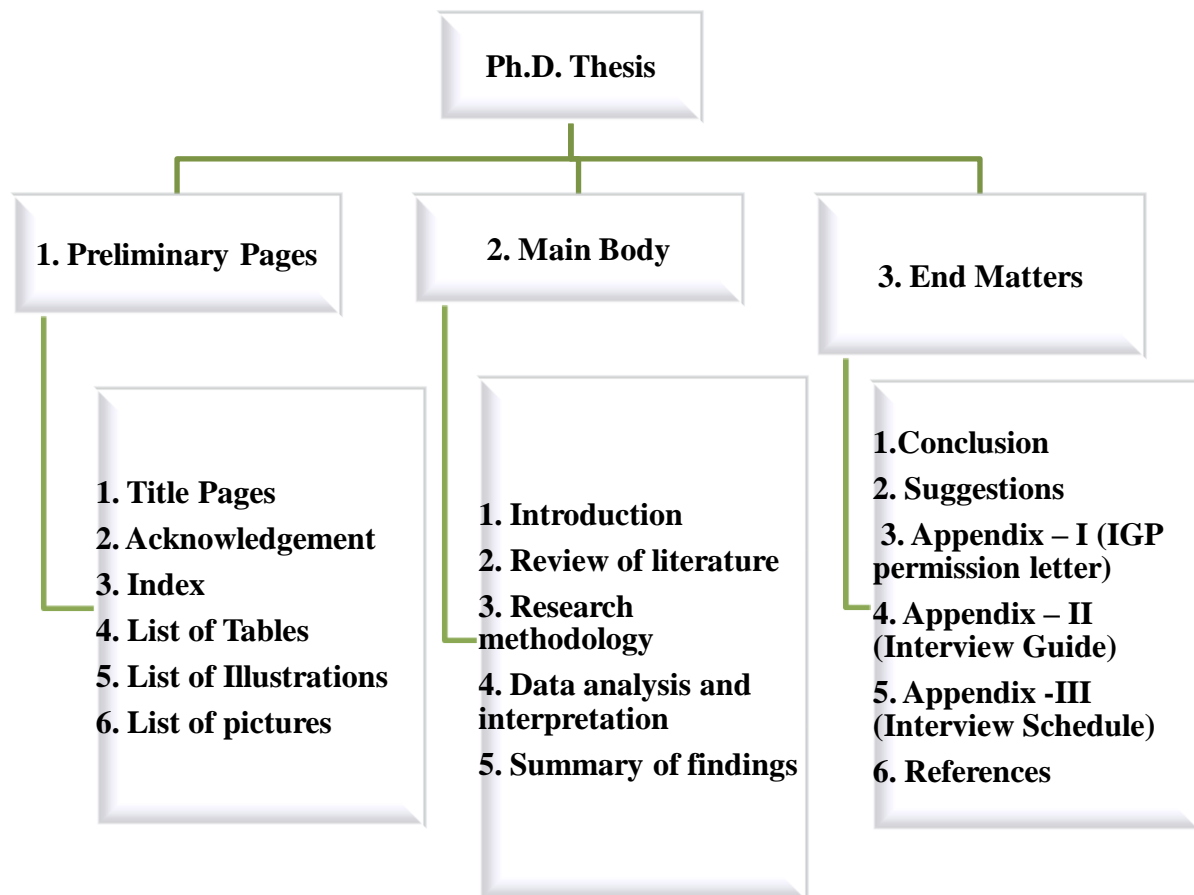 Ph.D. Thesis
1. Preliminary Pages
1. Title Pages
2. Acknowledgement
3. Index
4. List of Tables
5. List of Illustrations
6. List of pictures
2. Main Body
1. Introduction
2. Review of literature
3. Research
methodology
4. Data analysis and
interpretation
5. Summary of findings
3. End Matters
1.Conclusion
2. Suggestions
3. Appendix – I (IGP
permission letter)
4. Appendix – II
(Interview Guide)
5. Appendix -III
(Interview Schedule)
6. References